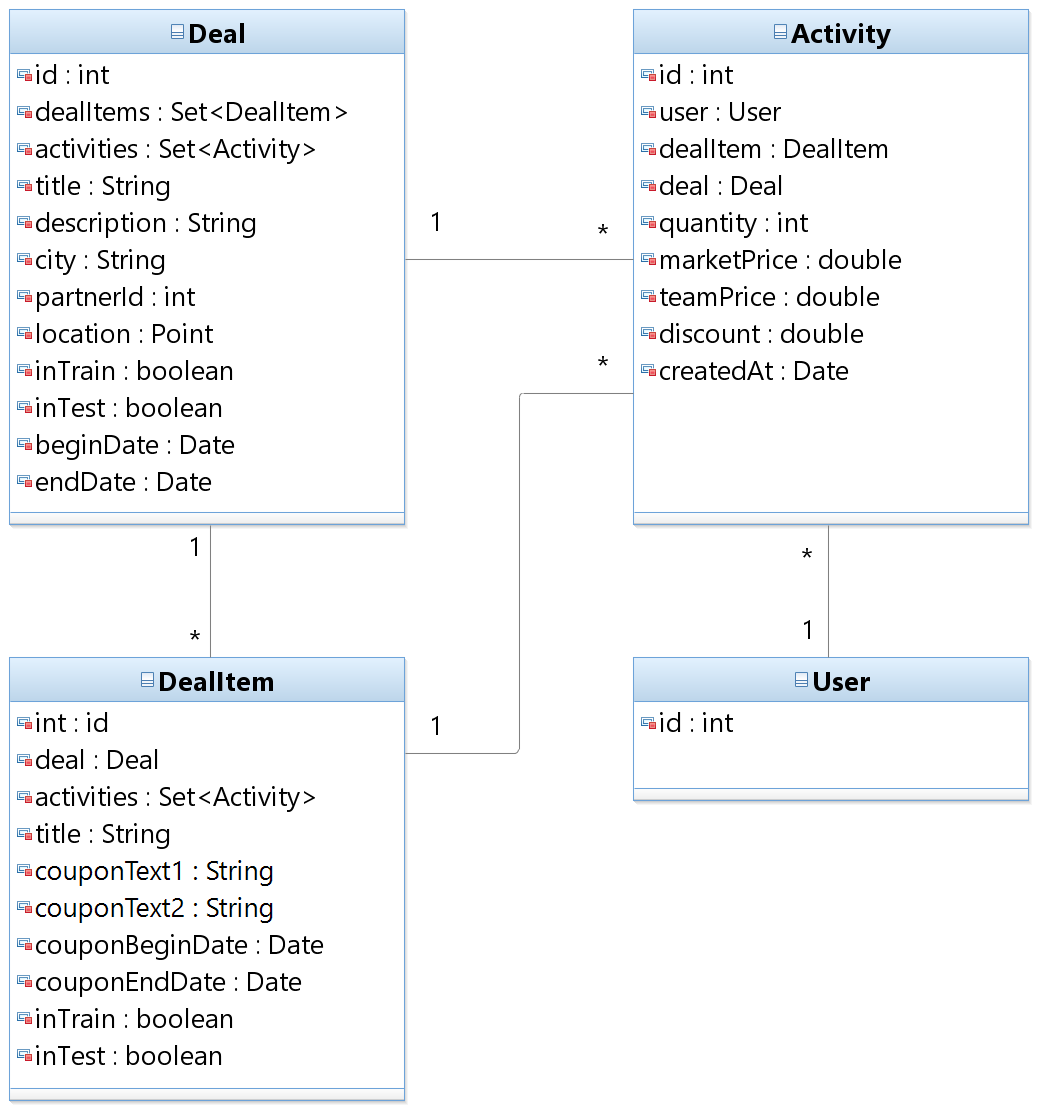 Deal
id : int
dealItems : Set<DealItem>
activities : Set<Activity>
title : String
description : String
city : String
partnerId : int
location : Point
inTrain : boolean
inTest : boolean
beginDate : Date
endDate : Date
Activity
id : int
user : User
dealItem : DealItem
deal : Deal
quantity : int
marketPrice : double
teamPrice : double
discount : double
createdAt : Date
1
*
*
1
1
*
*
1
DealItem
int : id
deal : Deal
activities : Set<Activity>
title : String
couponText1 : String
couponText2 : String
couponBeginDate : Date
couponEndDate : Date
inTrain : boolean
inTest : boolean
User
id : int